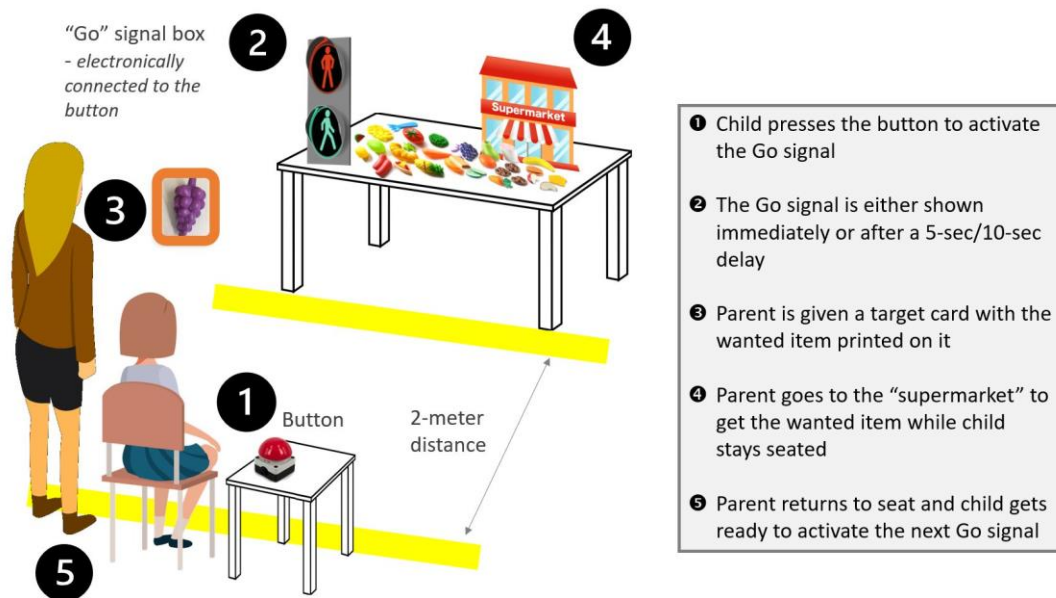 “Go” signal box
- electronically
connected to the
button
2
4
Supermarket
3
1
Button
2-meter
distance
5
❶ Child presses the button to activate
the Go signal
❷ The Go signal is either shown
immediately or after a 5-sec/10-sec
delay
❸ Parent is given a target card with the
wanted item printed on it
❹ Parent goes to the “supermarket” to
get the wanted item while child
stays seated
❺ Parent returns to seat and child gets
ready to activate the next Go signal